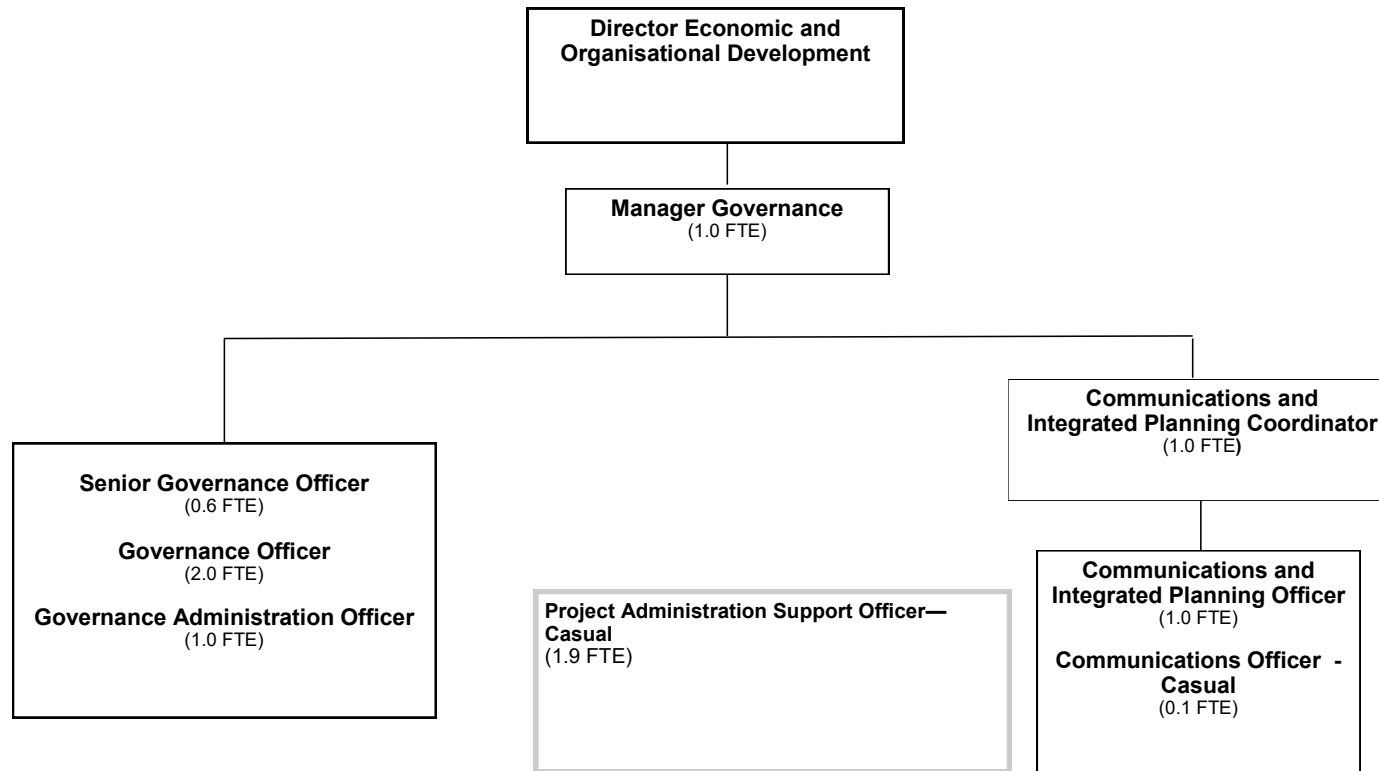 Director Economic and
Organisational Development
Manager Governance
(1.0 FTE)
Senior Governance Officer
(0.6 FTE)
Governance Officer
(2.0 FTE)
Governance Administration Officer
(1.0 FTE)
Project Administration Support Officer—
Casual
(1.9 FTE)
Communications and
Integrated Planning Coordinator
(1.0 FTE)
Communications and
Integrated Planning Officer
(1.0 FTE)
Communications Officer -
Casual
(0.1 FTE)